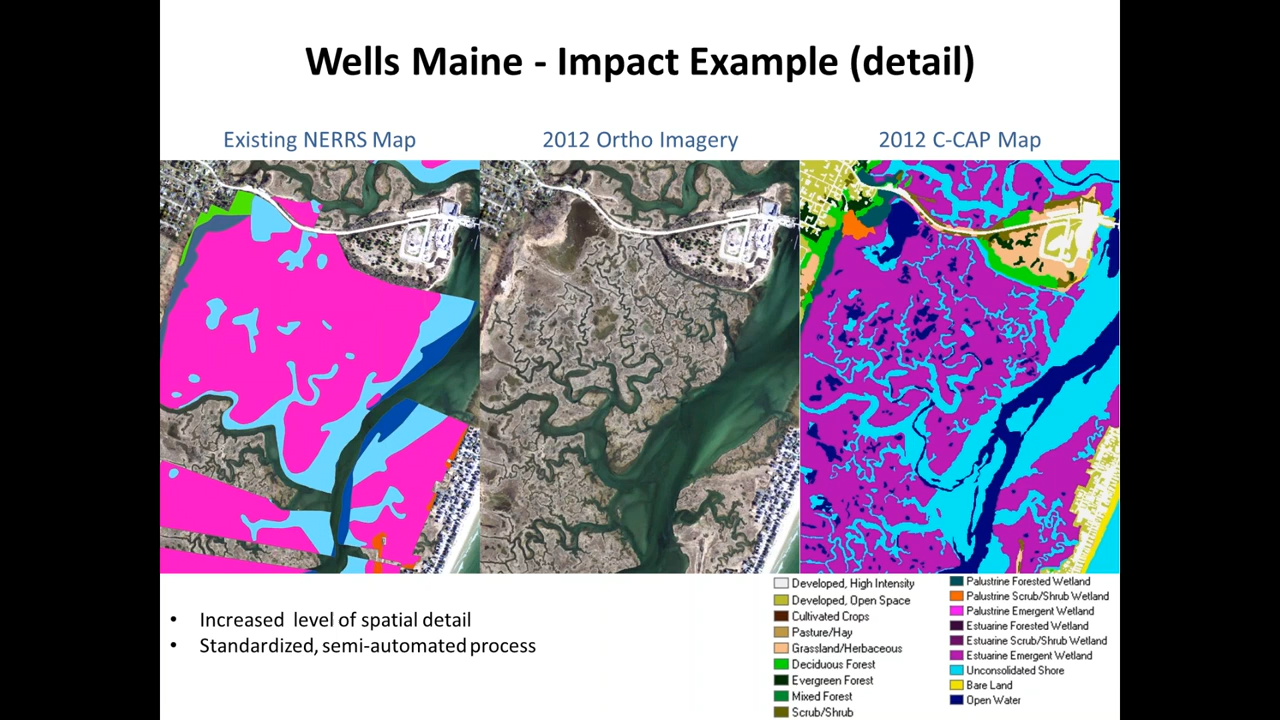 Wells Maine - Impact Example (detail)
Existing NERRS Map
2012 Ortho Imagery
2012 C-CAP Map
• Increased level of spatial detail
• Standardized, semi-automated process
Developed, High Intensity
Developed, Open Space
Cultivated Crops
Pasture/Hay
Grassland/Herbaceous
Deciduous Forest
Evergreen Forest
Mixed Forest
Scrub/Shrub
Palustrine Forested Wetland
Palustrine Scrub/Shrub Wetland
Palustrine Emergent Wetland
Estuarine Forested Wetland
Estuarine Scrub/Shrub Wetland
Estuarine Emergent Wetland
Unconsolidated Shore
Bare Land
Open Water